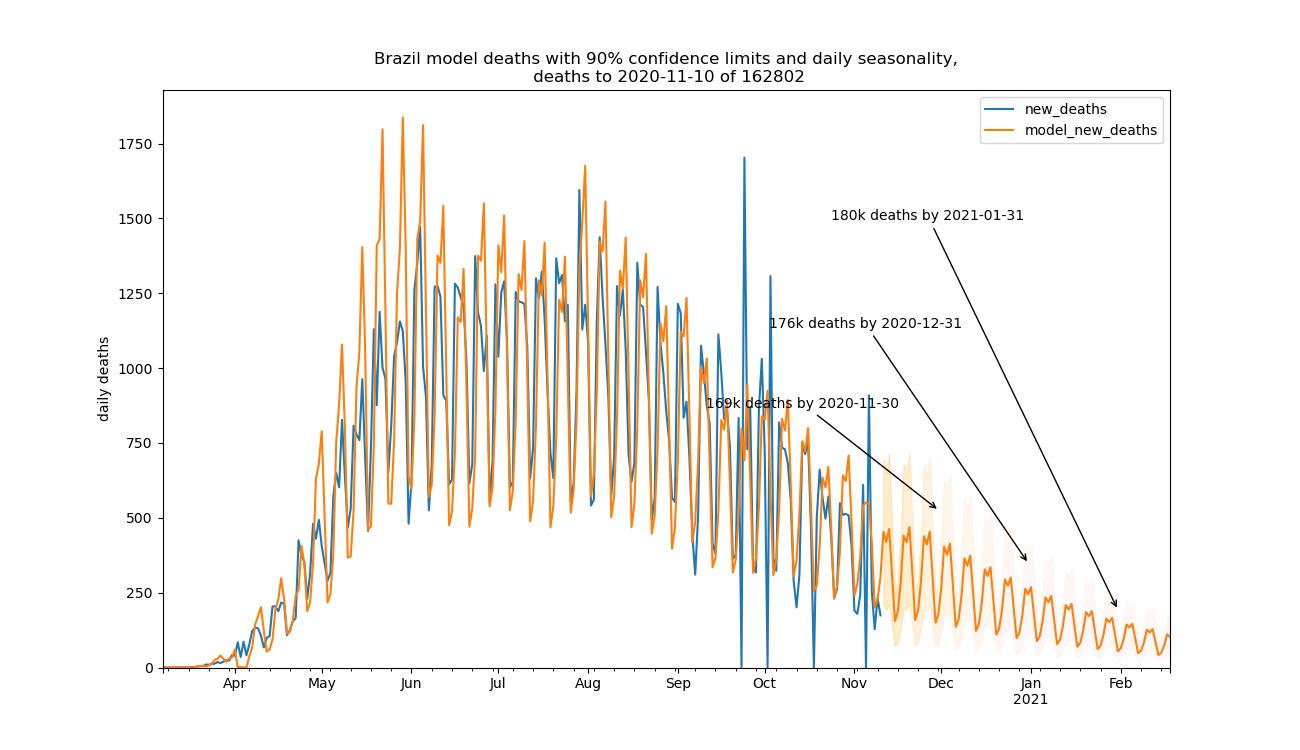 Brazil model deaths with 90% confidence limits and daily seasonality,
deaths to 2020-11-10 of 162802
new_deaths
model_new_deaths
daily deaths
1750
1500
1250
1000
750
500
250
0
180k deaths by 2021-01-31
176k deaths by 2020-12-31
169k deaths by 2020-11-30
Apr May Jun Jul Aug Sep Oct Nov Dec Jan Feb
2021